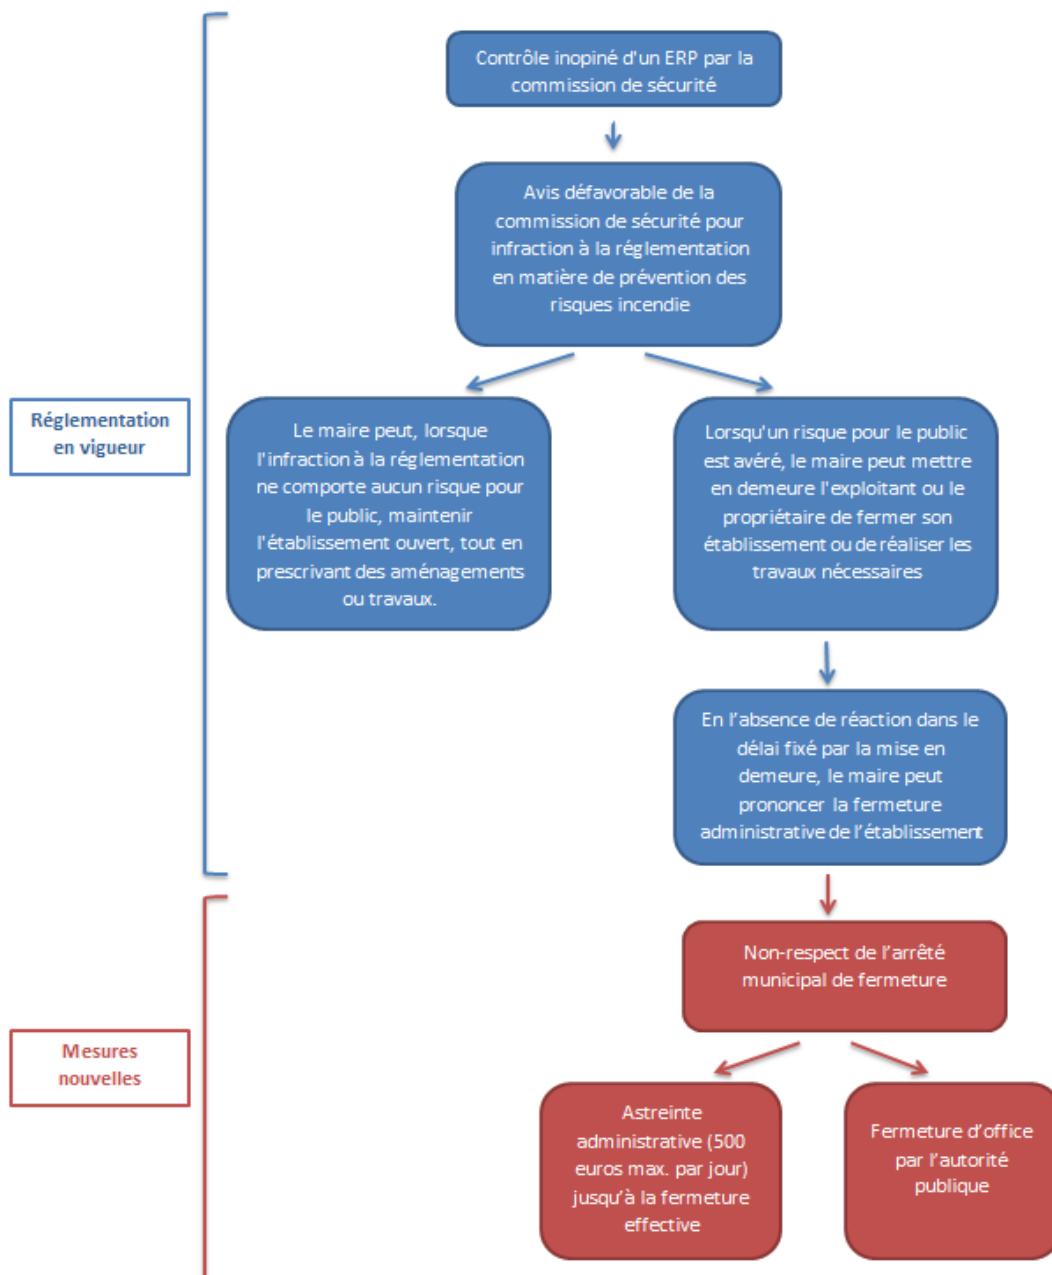 Contrôle inopiné d'un ERP par la
commission de sécurité
Avis défavorable de la
commission de sécurité pour
infraction à la réglementation
en matière de prévention des
risques incendie
Réglementation
en vigueur
Le maire peut, lorsque
l'infraction à la réglementation
ne comporte aucun risque pour
le public, maintenir
l'établissement ouvert, tout en
prescrivant des aménagements
ou travaux.
Lorsqu'un risque pour le public
est avéré, le maire peut mettre
en demeure l'exploitant ou le
propriétaire de fermer son
établissement ou de réaliser les
travaux nécessaires
En l’absence de réaction dans le
délai fixé par la mise en
demeure, le maire peut
prononcer la fermeture
administrative de l’établissement
Non-respect de l’arrêté
municipal de fermeture
Mesures
nouvelles
Astreinte
administrative (500
euros max. par jour)
jusqu’à la fermeture
effective
Fermeture d’office
par l’autorité
publique